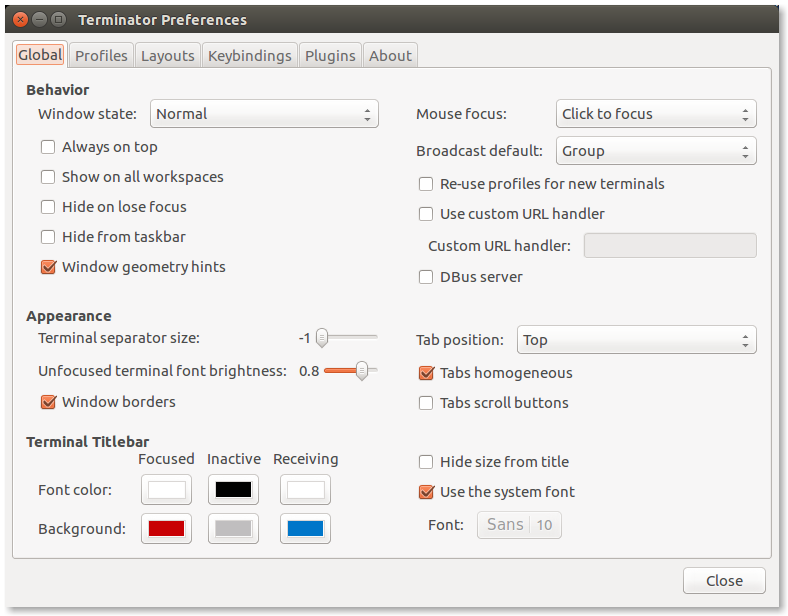 Terminator Preferences
Global Profiles Layouts Keybindings Plugins About
Behavior
Window state: Normal
Always on top
Show on all workspaces
Hide on lose focus
Hide from taskbar
Window geometry hints
Mouse focus: Click to focus
Broadcast default: Group
Re-use profiles for new terminals
Use custom URL handler
Custom URL handler:
DBus server
Appearance
Terminal separator size: -1
Unfocused terminal font brightness: 0.8
Window borders
Tab position: Top
Tabs homogeneous
Tabs scroll buttons
Terminal Titlebar
Focused Inactive Receiving
Font color:
Background:
Hide size from title
Use the system font
Font: Sans 10
Close